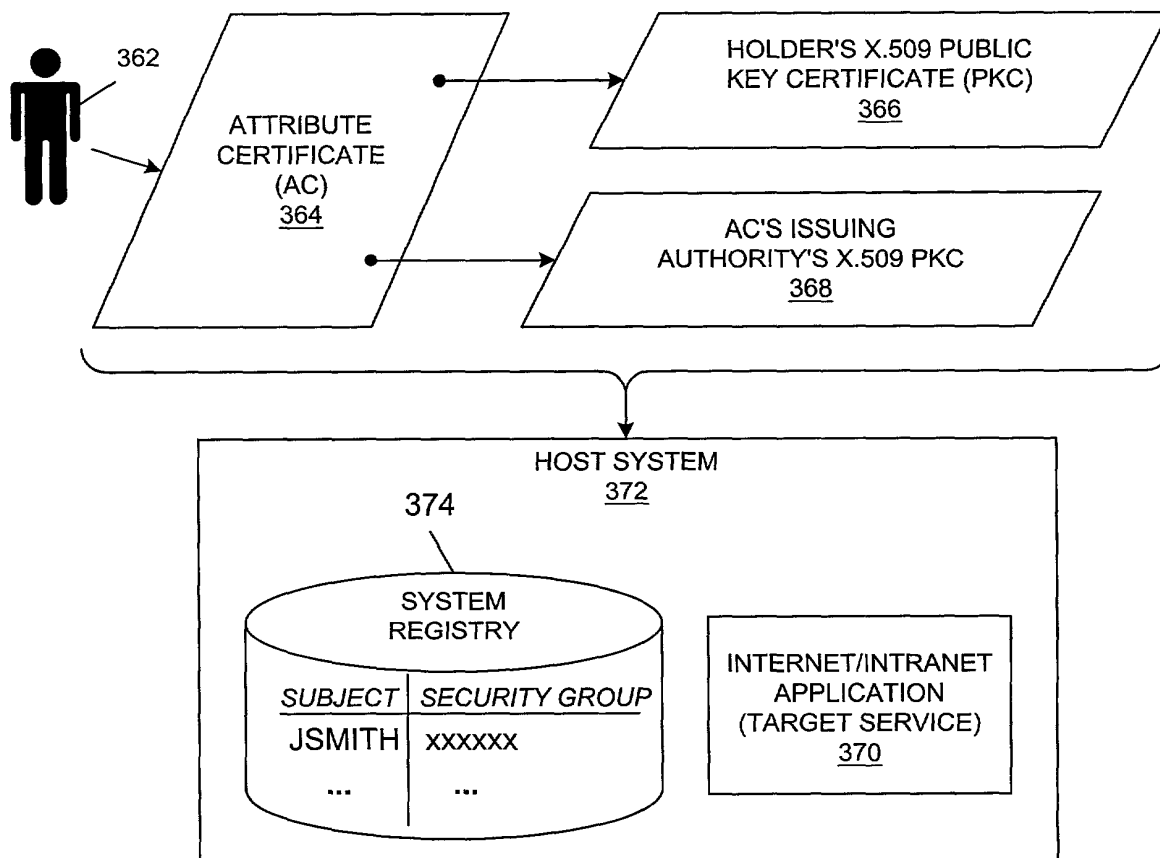 362
ATTRIBUTE
CERTIFICATE
(AC)
364
HOLDER'S X.509 PUBLIC
KEY CERTIFICATE (PKC)
366
AC'S ISSUING
AUTHORITY'S X.509 PKC
368
HOST SYSTEM
372
374
SYSTEM
REGISTRY
SUBJECT SECURITY GROUP
JSMITH xxxxxx
... ...
INTERNET/INTRANET
APPLICATION
(TARGET SERVICE)
370